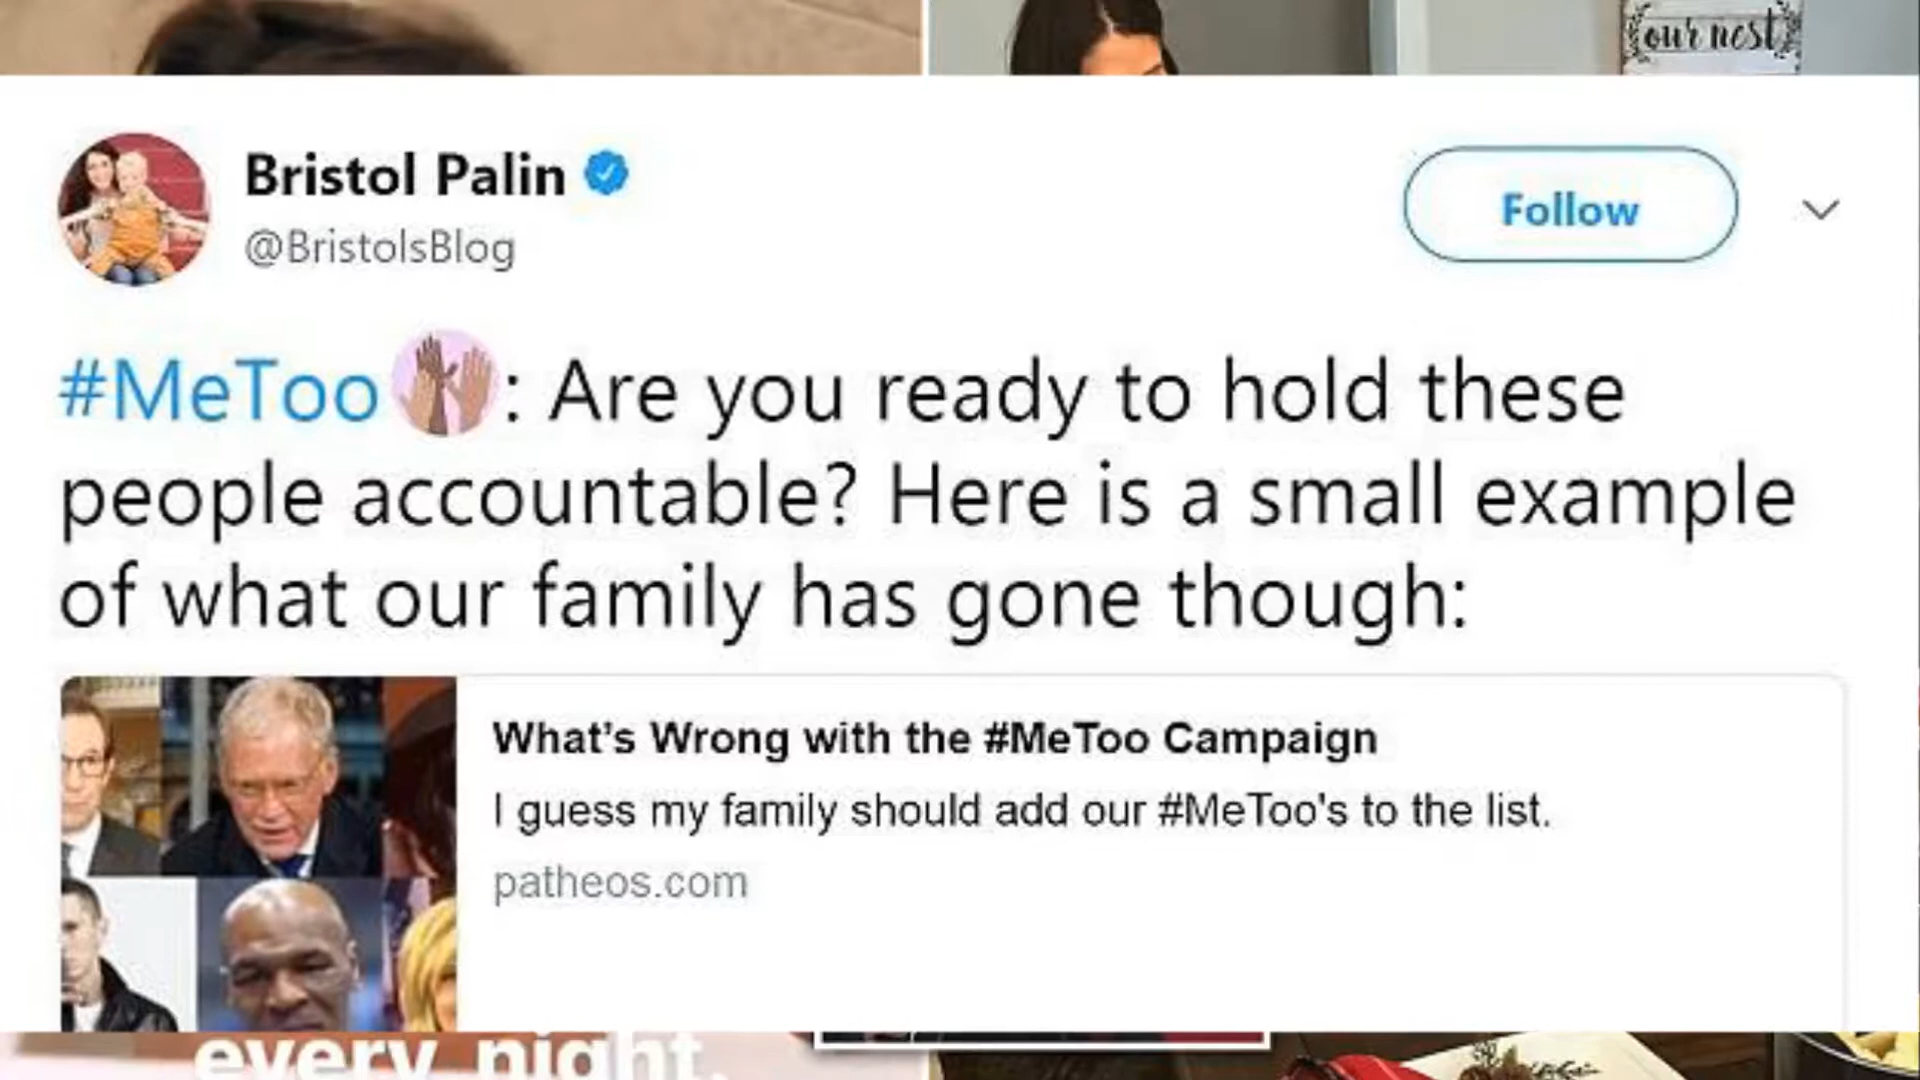 our nest
Bristol Palin
@BristolsBlog
Follow
#MeToo: Are you ready to hold these
people accountable? Here is a small example
of what our family has gone though:
What's Wrong with the #MeToo Campaign
I guess my family should add our #MeToo's to the list.
patheos.com
every night.